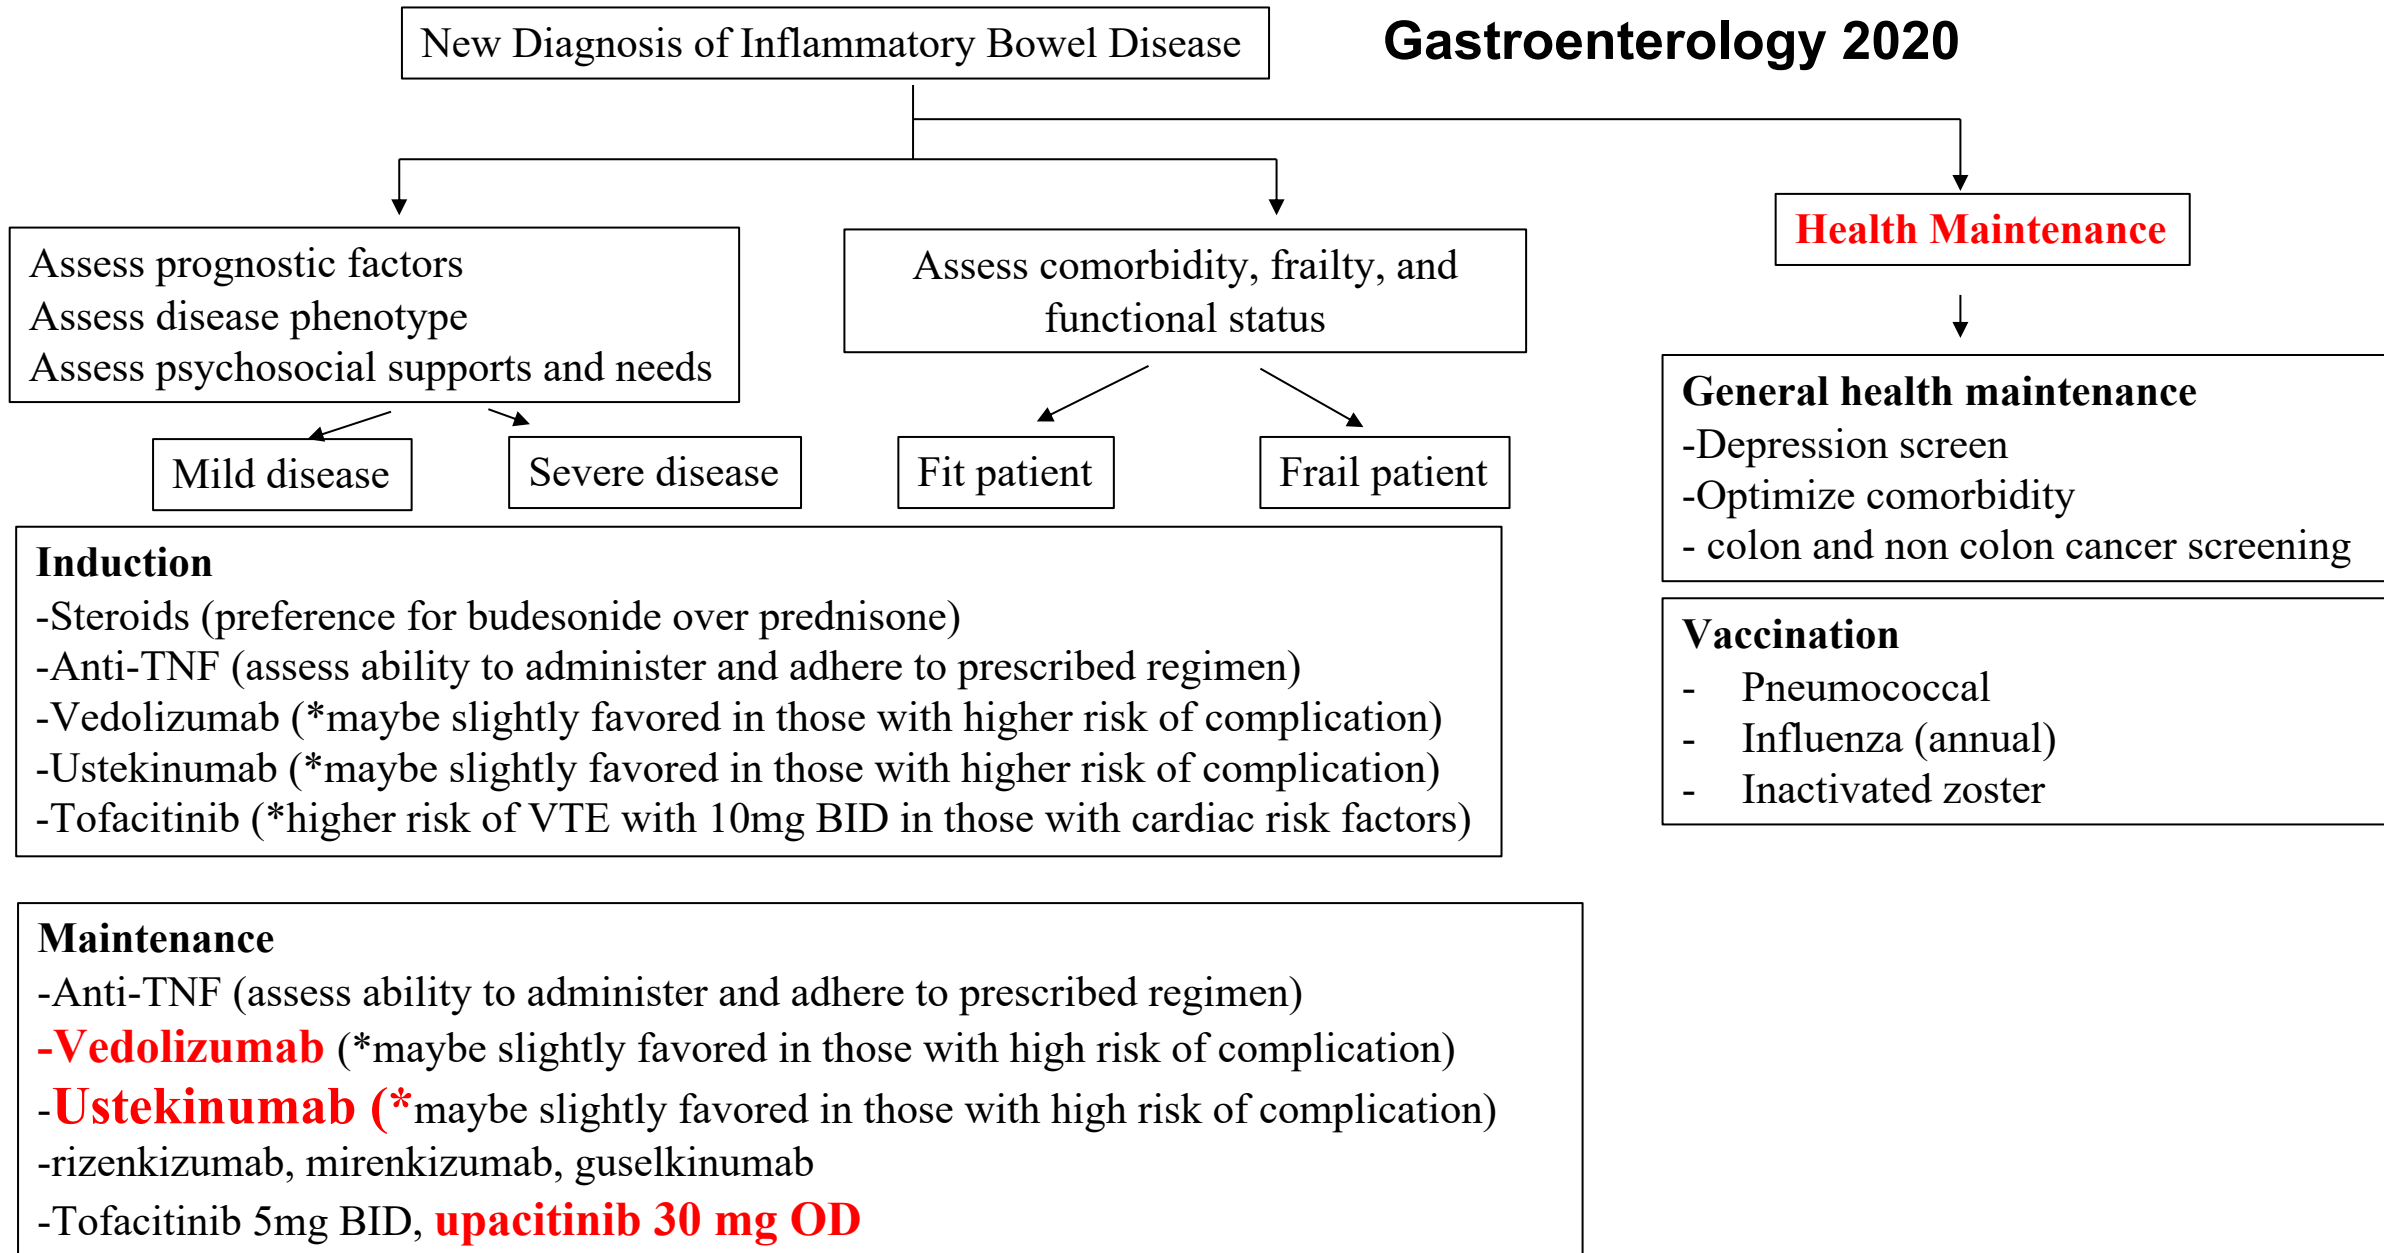 New Diagnosis of Inflammatory Bowel Disease
Gastroenterology 2020
Assess prognostic factors
Assess disease phenotype
Assess psychosocial supports and needs
Assess comorbidity, frailty, and
functional status
Health Maintenance
Mild disease
Severe disease
Fit patient
Frail patient
General health maintenance
-Depression screen
-Optimize comorbidity
- colon and non colon cancer screening
Induction
-Steroids (preference for budesonide over prednisone)
-Anti-TNF (assess ability to administer and adhere to prescribed regimen)
-Vedolizumab (*maybe slightly favored in those with higher risk of complication)
-Ustekinumab (*maybe slightly favored in those with higher risk of complication)
-Tofacitinib (*higher risk of VTE with 10mg BID in those with cardiac risk factors)
Vaccination
- Pneumococcal
- Influenza (annual)
- Inactivated zoster
Maintenance
-Anti-TNF (assess ability to administer and adhere to prescribed regimen)
-Vedolizumab (*maybe slightly favored in those with high risk of complication)
-Ustekinumab (*maybe slightly favored in those with high risk of complication)
-rizenkizumab, mirenkizumab, guselkinumab
-Tofacitinib 5mg BID, upacitinib 30 mg OD